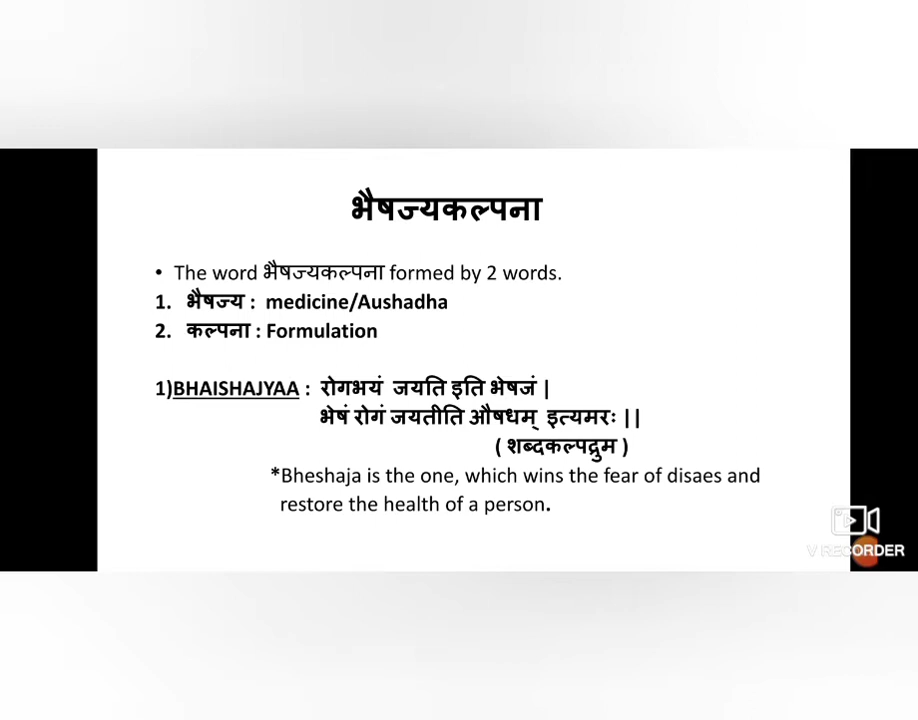 भैषज्यकल्पना
• The word भैषज्यकल्पना formed by 2 words.
1. भैषज्य : medicine/Aushadha
2. कल्पना : Formulation
1)BHAISHAJYAA : रोगभयं जयति इति भेषजं |
भेषं रोगं जयतीति औषधम् इत्यमरः ||
( शब्दकल्पद्रुम )
*Bheshaja is the one, which wins the fear of disaes and
restore the health of a person.
V RECORDER